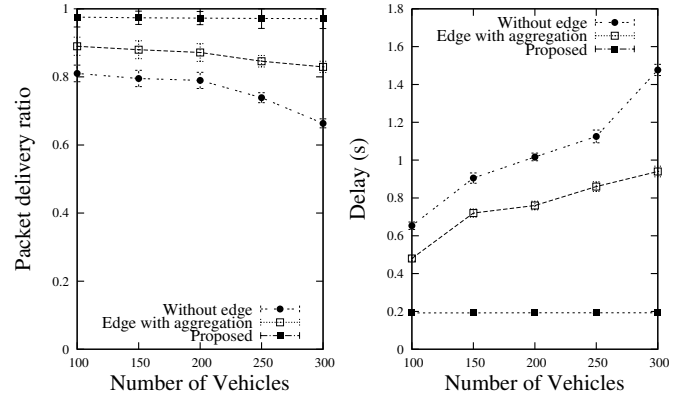 Packet delivery ratio
1
0.8
0.6
0.4
0.2
0
Without edge
Edge with aggregation
Proposed
100 150 200 250 300
Number of Vehicles
Delay (s)
1.8
1.6
1.4
1.2
1
0.8
0.6
0.4
0.2
0
Without edge
Edge with aggregation
Proposed
100 150 200 250 300
Number of Vehicles